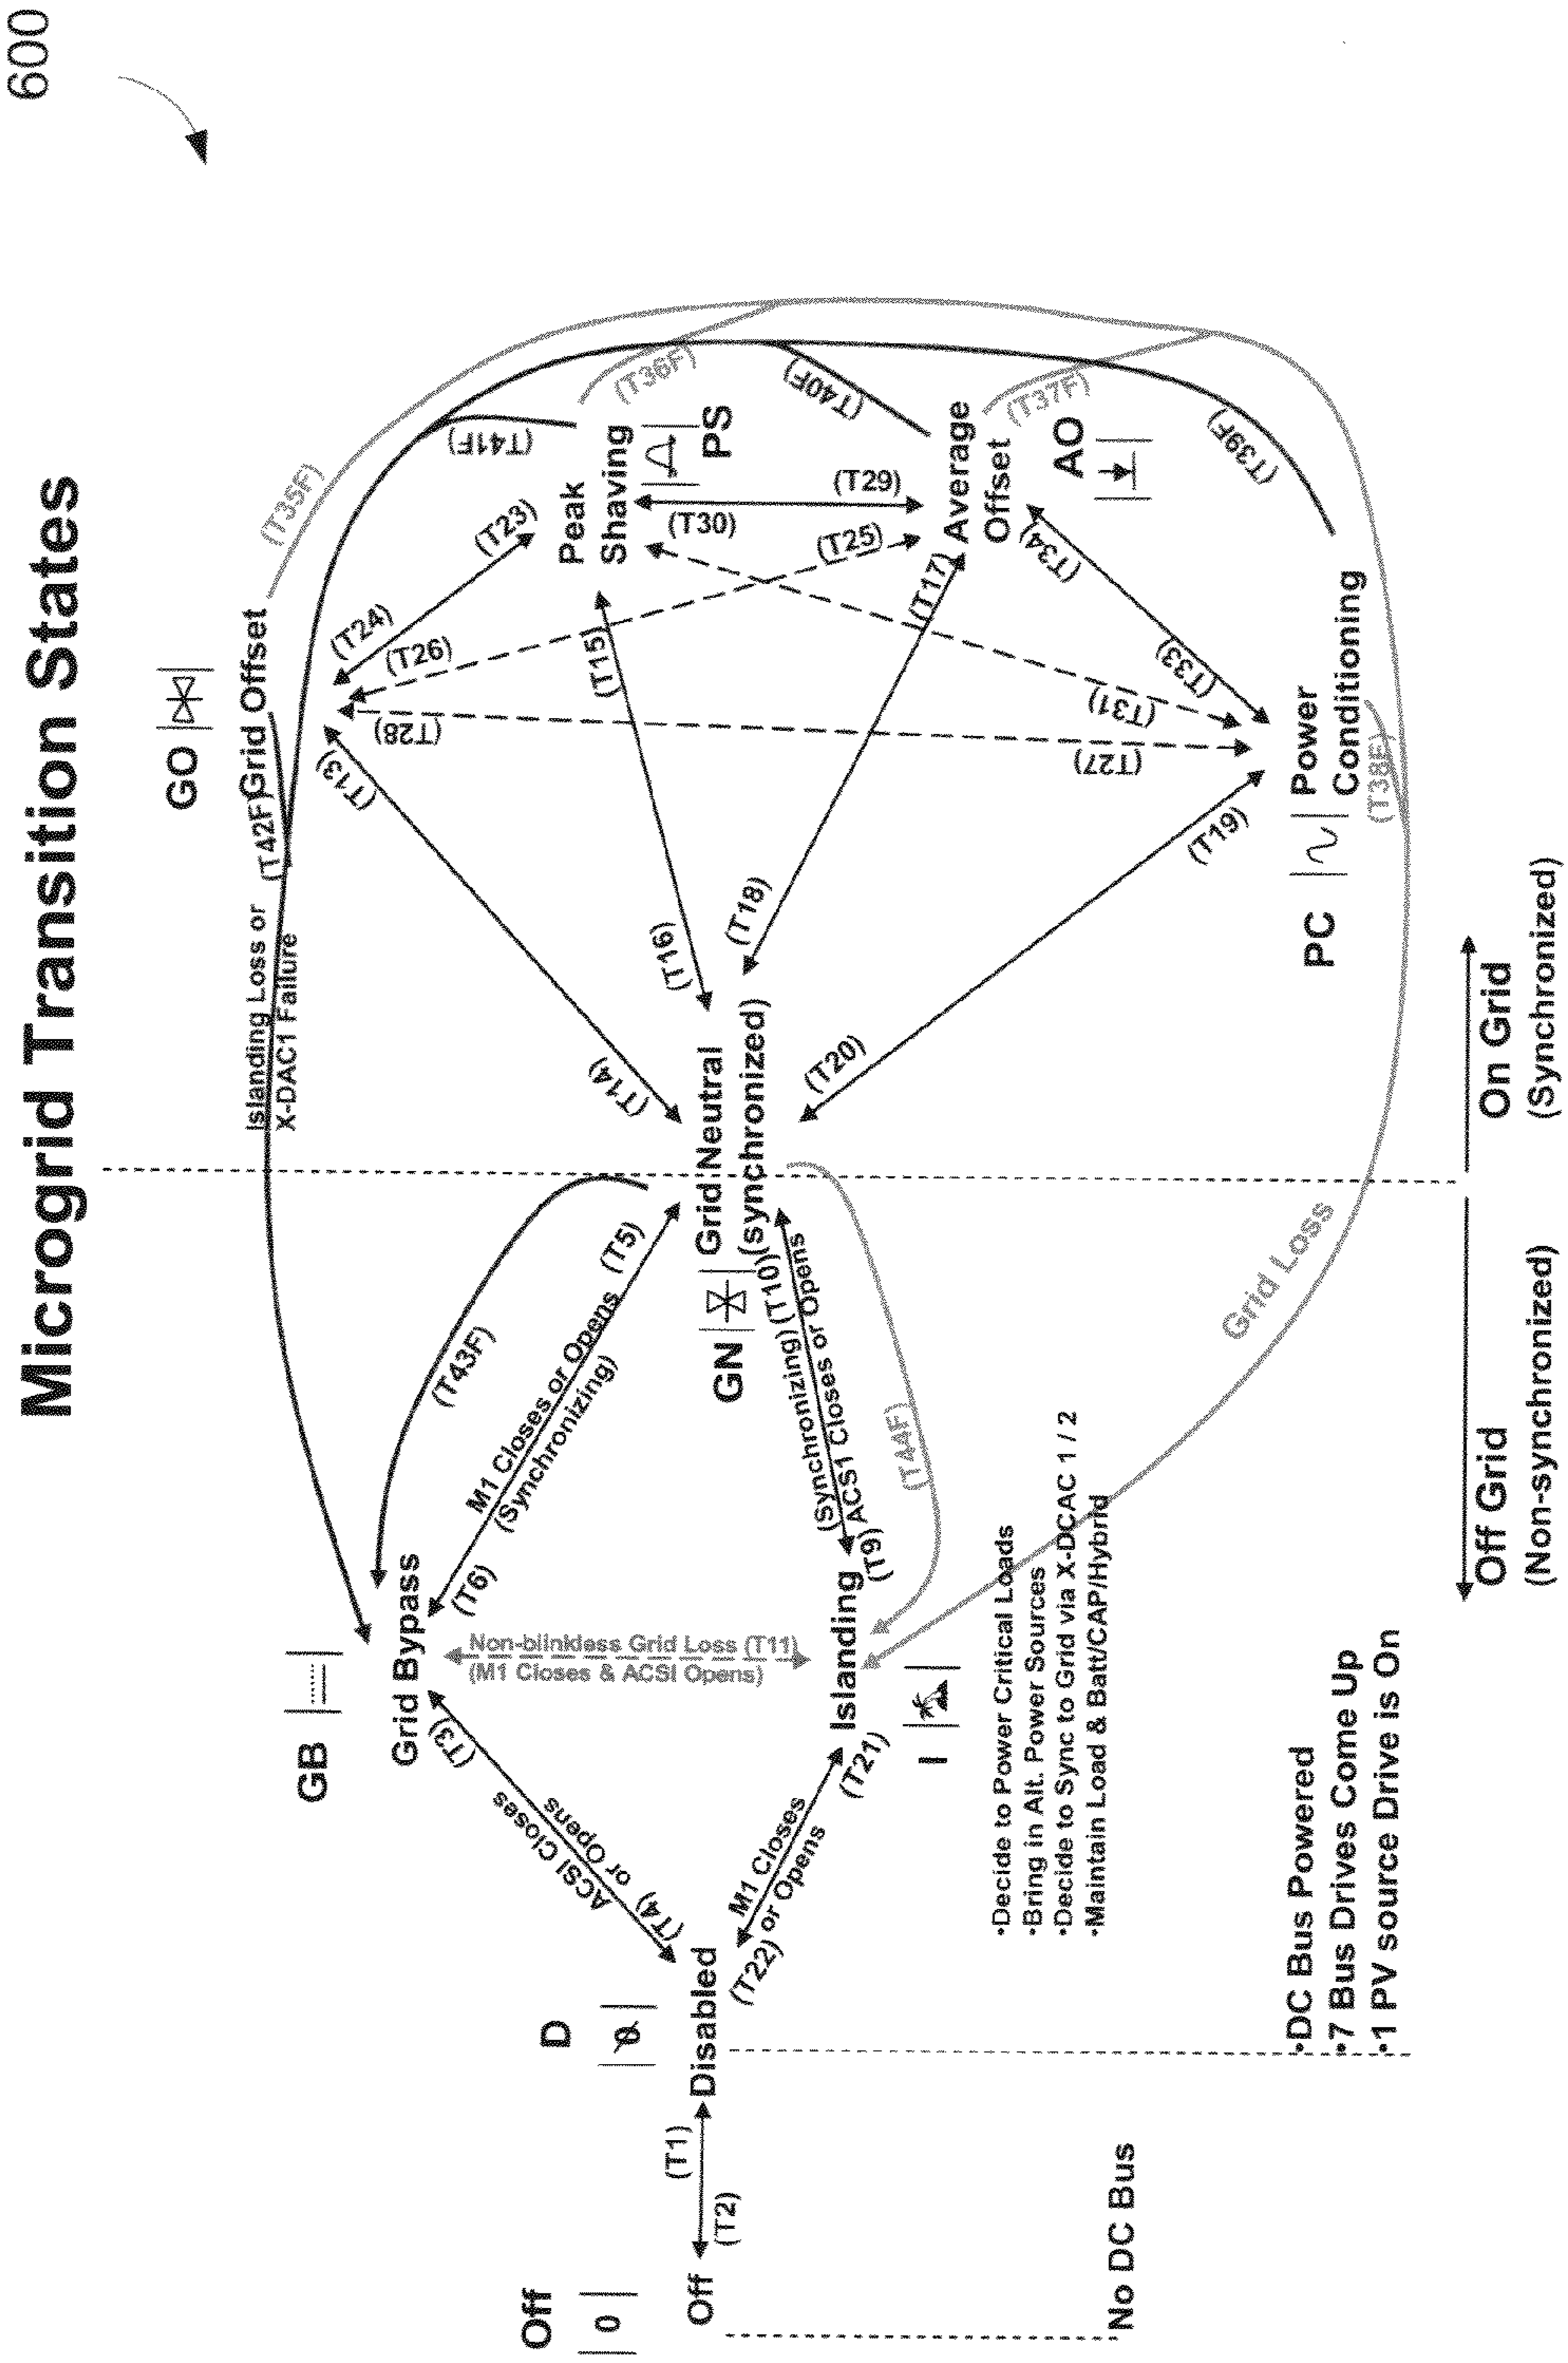 600
Microgrid Transition States
GO
Grid Offset
(T42F)
(T35F)
Islanding Loss or
X-DAC1 Failure
(T13)
(T14)
(T24)
(T23)
(T26)
(T25)
(T28)
(T27)
(T41F)
Peak
Shaving
PS
(T36F)
(T15)
(T16)
(T30)
(T29)
(T40F)
Average
Offset
AO
(T37F)
(T17)
(T18)
(T31)
(T34)
(T33)
(T39F)
Power
Conditioning
PC
(T38F)
(T19)
(T20)
Grid Neutral
(synchronized)
GN
(T43F)
(T5)
M1 Closes or Opens
(Synchronizing)
(T6)
(T10)
(Synchronizing)
ACS1 Closes or Opens
(T9)
(T44F)
Grid Loss
GB
Grid Bypass
Non-blinkless Grid Loss (T11)
(M1 Closes & ACSI Opens)
Islanding
I
(T3)
ACSI Closes
or Opens
(T4)
(T21)
M1 Closes
or Opens
(T22)
•Decide to Power Critical Loads
•Bring in Alt. Power Sources
•Decide to Sync to Grid via X-DCAC 1 / 2
•Maintain Load & Batt/CAP/Hybrid
D
0
Disabled
(T1)
(T2)
Off
0
Off
No DC Bus
•DC Bus Powered
•7 Bus Drives Come Up
•1 PV source Drive is On
Off Grid
(Non-synchronized)
On Grid
(Synchronized)